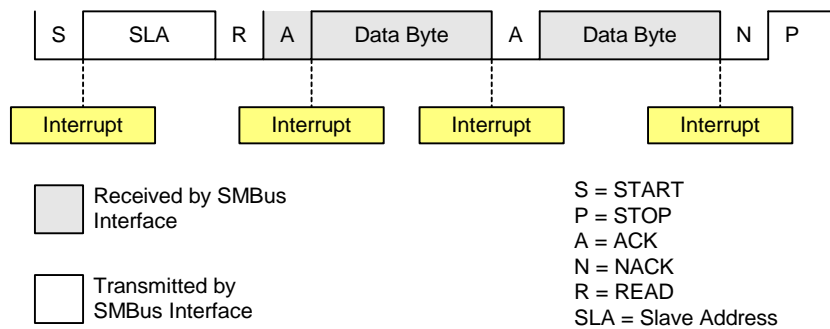 S SLA R A Data Byte A Data Byte N P
Interrupt Interrupt Interrupt Interrupt
Received by SMBus
Interface
Transmitted by
SMBus Interface
S = START
P = STOP
A = ACK
N = NACK
R = READ
SLA = Slave Address